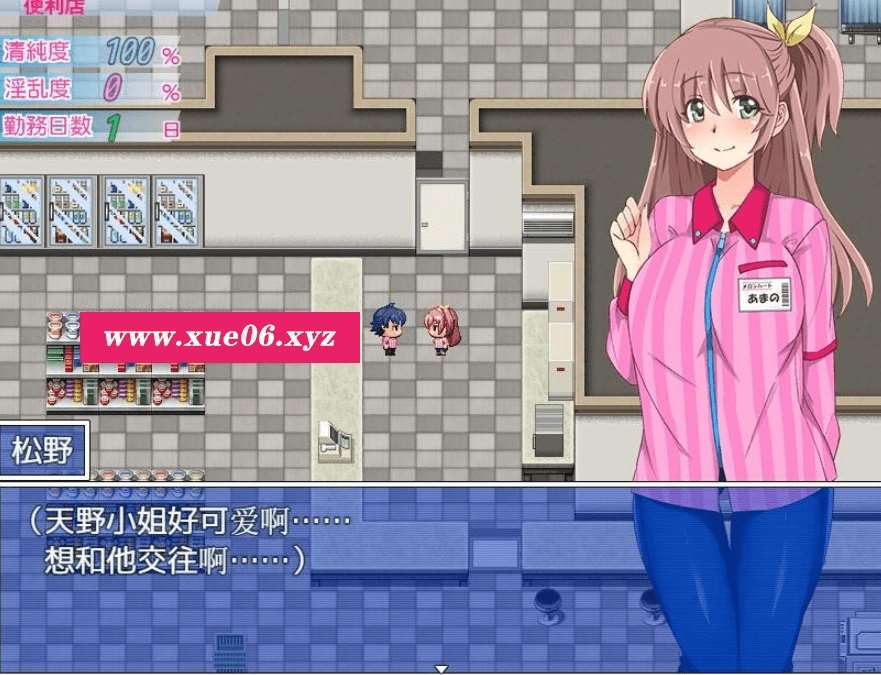 便利店
清純度 100 %
淫乱度 0 %
勤務日数 1 日
あまの
www.xue06.xyz
松野
（天野小姐好可爱啊……
想和他交往啊……）